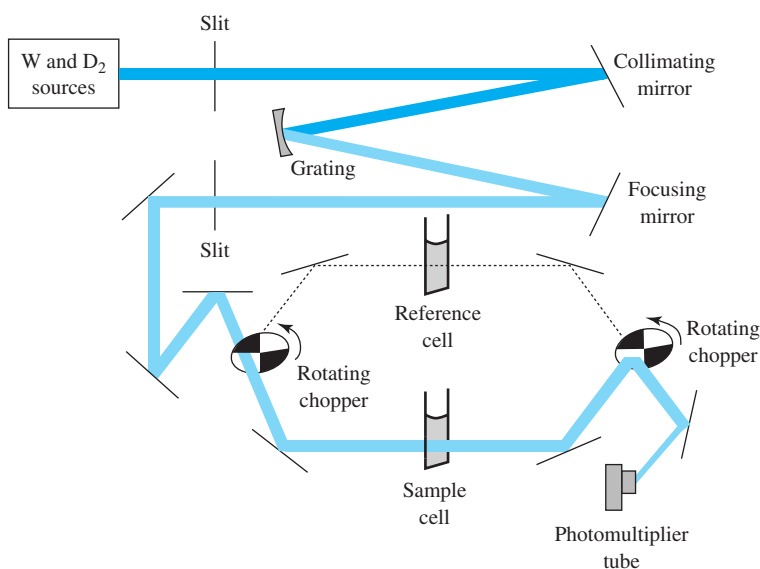 Slit
W and D2
sources
Collimating
mirror
Grating
Focusing
mirror
Slit
Reference
cell
Rotating
chopper
Rotating
chopper
Sample
cell
Photomultiplier
tube